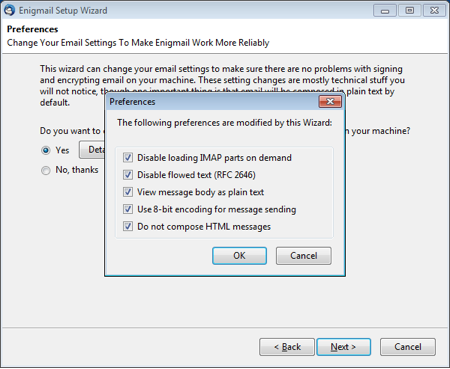 Enigmail Setup Wizard
Preferences
Change Your Email Settings To Make Enigmail Work More Reliably
This wizard can change your email settings to make sure there are no problems with signing
and encrypting email on your machine. These setting changes are mostly technical stuff you
will not notice, though one important thing is that email will be composed in plain text by
default.
Do you want to
n your machine?
Yes
No, thanks
Preferences
The following preferences are modified by this Wizard:
Disable loading IMAP parts on demand
Disable flowed text (RFC 2646)
View message body as plain text
Use 8-bit encoding for message sending
Do not compose HTML messages
OK Cancel
< Back Next > Cancel